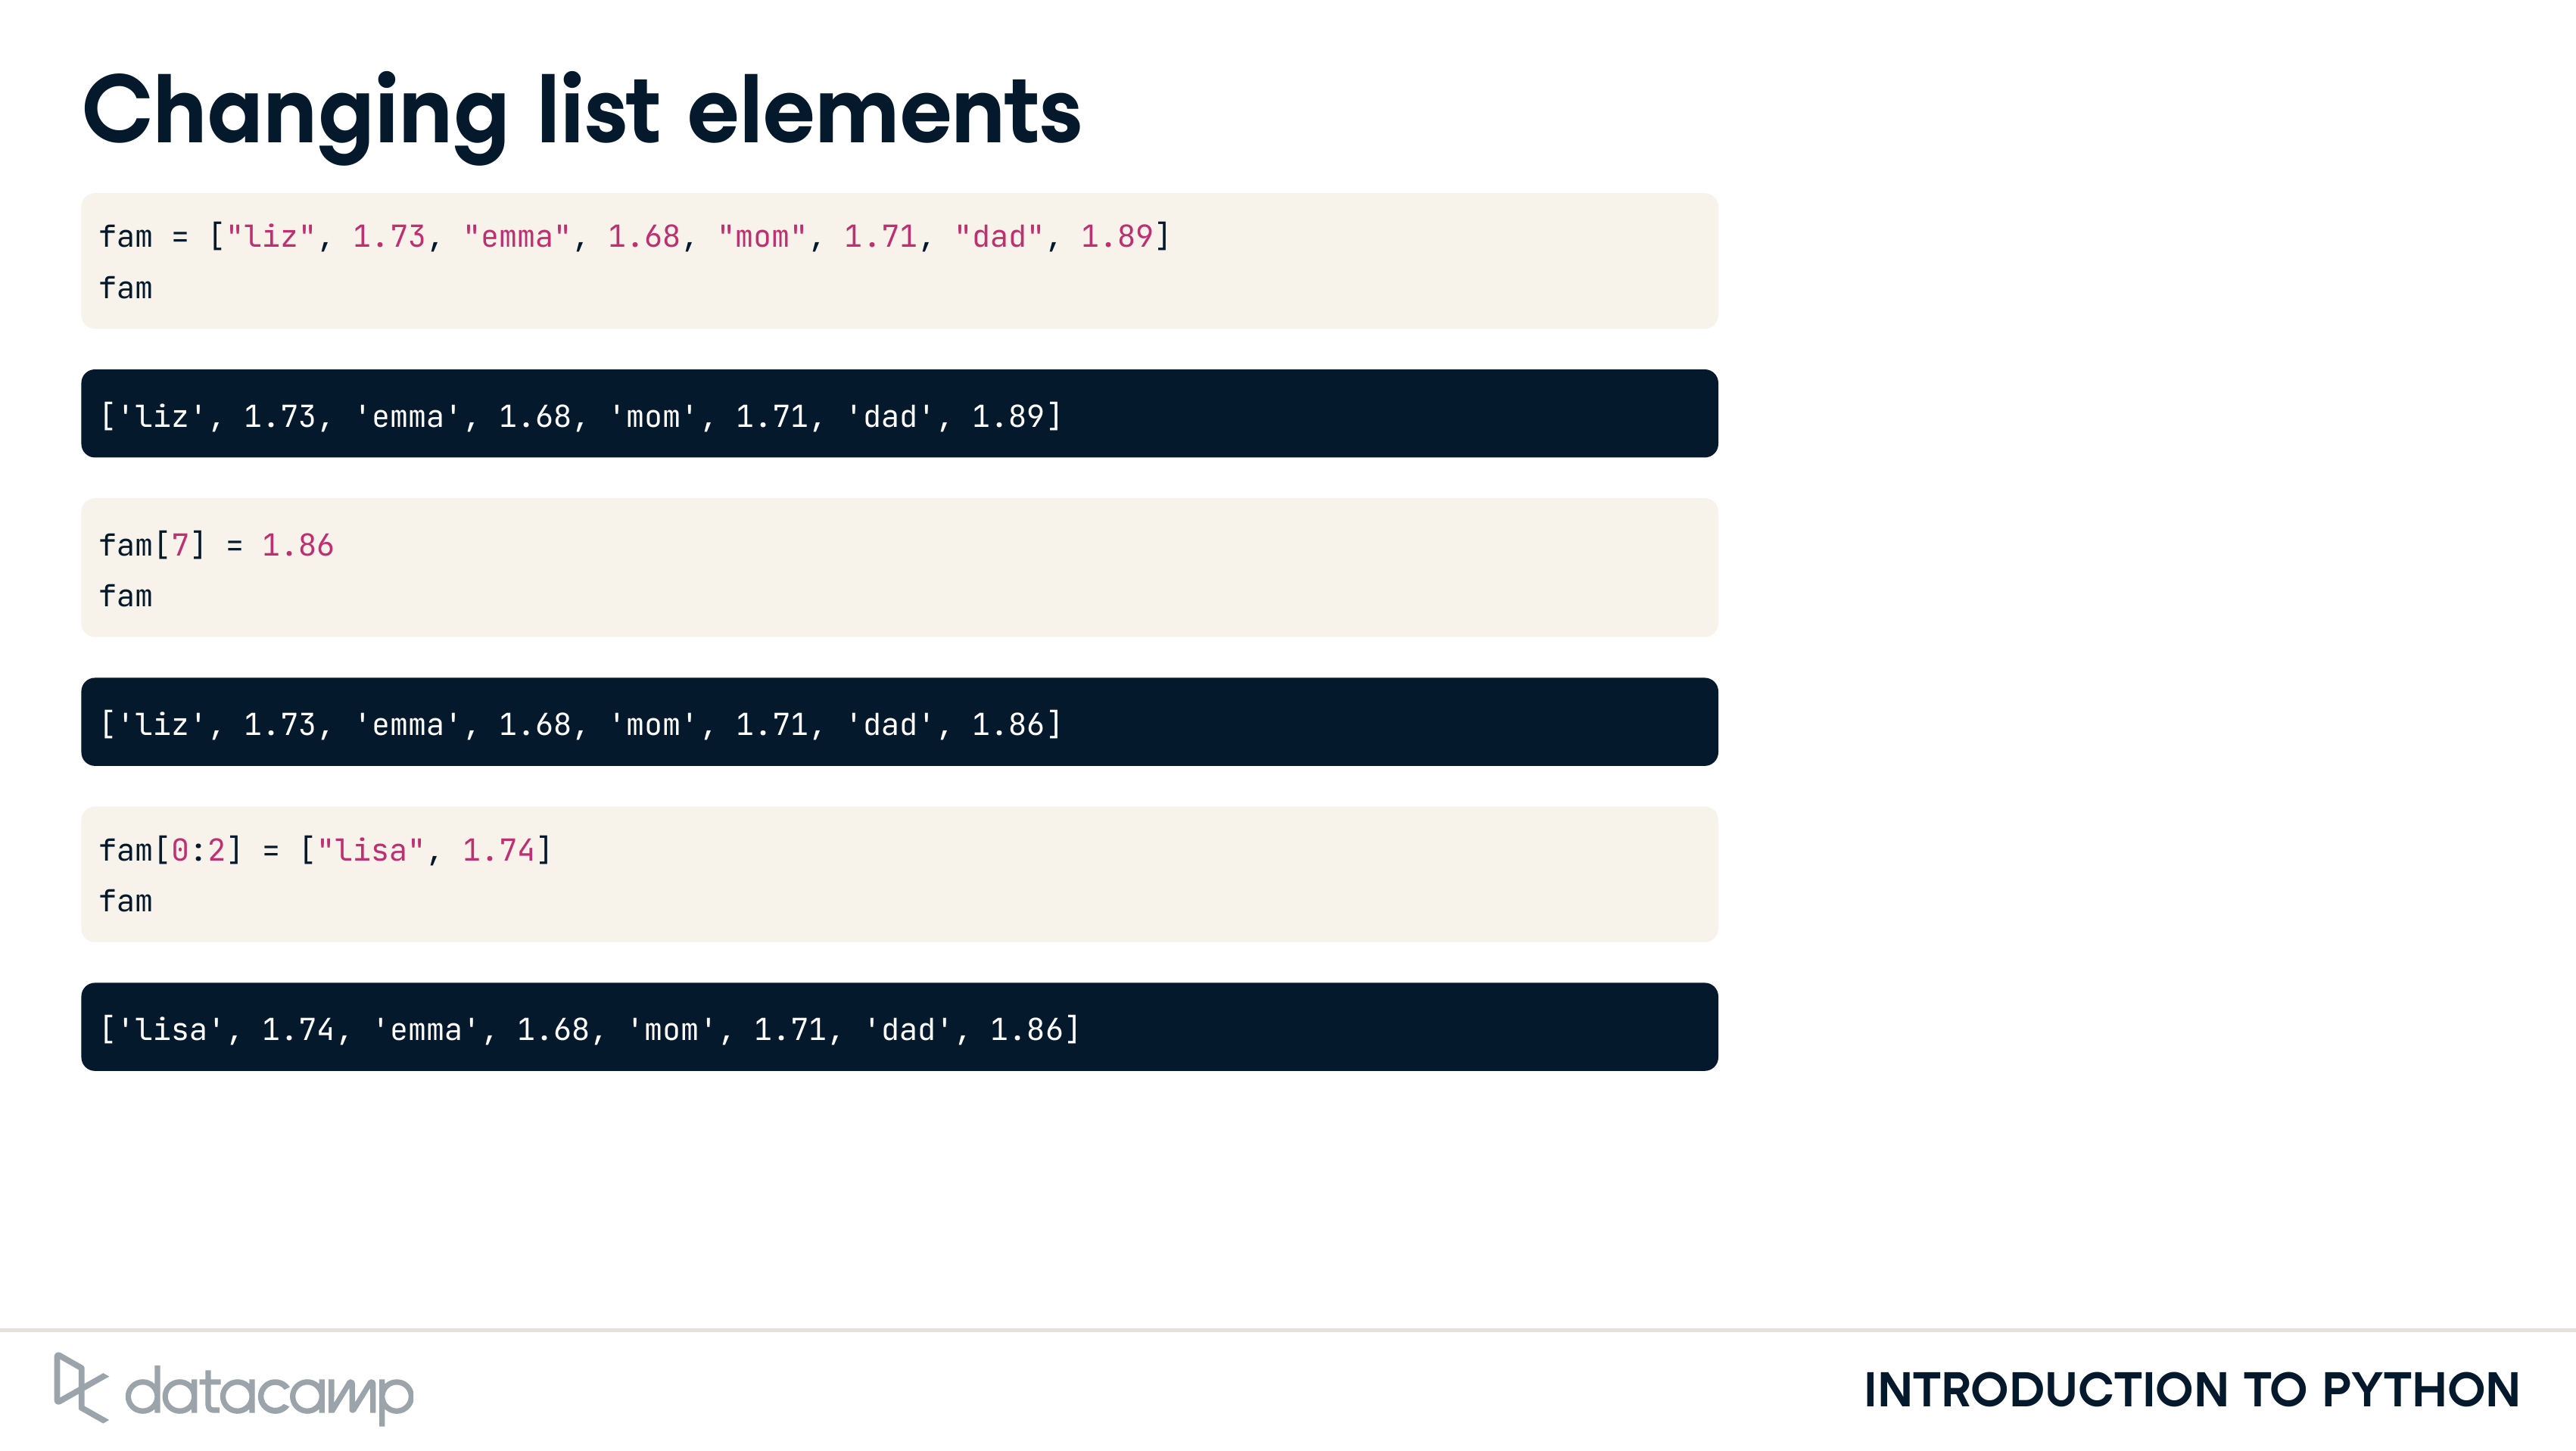 Changing list elements
fam = ["liz", 1.73, "emma", 1.68, "mom", 1.71, "dad", 1.89]
fam
['liz', 1.73, 'emma', 1.68, 'mom', 1.71, 'dad', 1.89]
fam[7] = 1.86
fam
['liz', 1.73, 'emma', 1.68, 'mom', 1.71, 'dad', 1.86]
fam[0:2] = ["lisa", 1.74]
fam
['lisa', 1.74, 'emma', 1.68, 'mom', 1.71, 'dad', 1.86]
datacamp
INTRODUCTION TO PYTHON